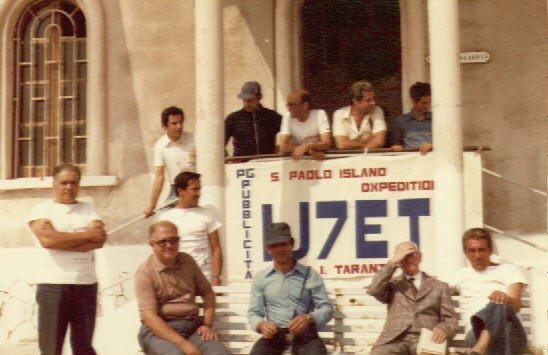 S. PAOLO ISLAND
DXPEDITIO
PG
PUBBLICITA
IJ7ET
I. TARANT